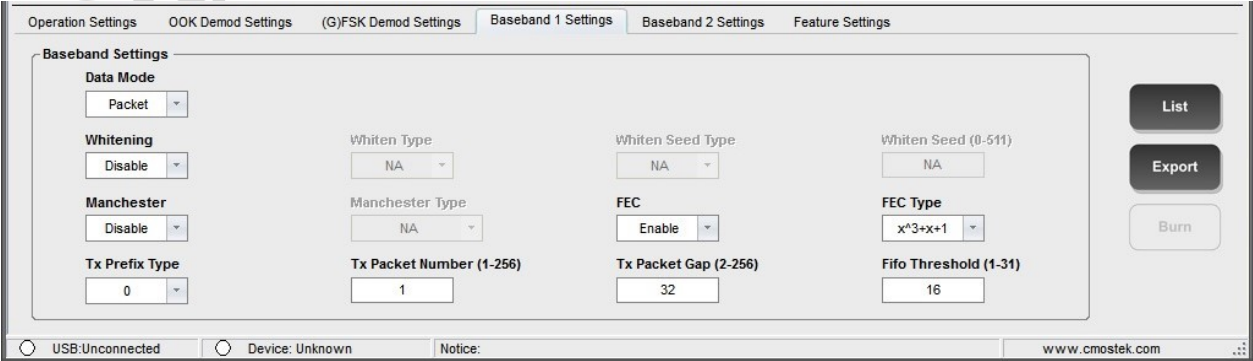 Operation Settings OOK Demod Settings (G)FSK Demod Settings Baseband 1 Settings Baseband 2 Settings Feature Settings
Baseband Settings
Data Mode
Packet
List
Whitening Whiten Type Whiten Seed Type Whiten Seed (0-511)
Disable NA NA NA
Export
Manchester Manchester Type FEC FEC Type
Disable NA Enable x^3+x+1
Burn
Tx Prefix Type Tx Packet Number (1-256) Tx Packet Gap (2-256) Fifo Threshold (1-31)
0 1 32 16
USB:Unconnected Device: Unknown Notice: www.cmostek.com